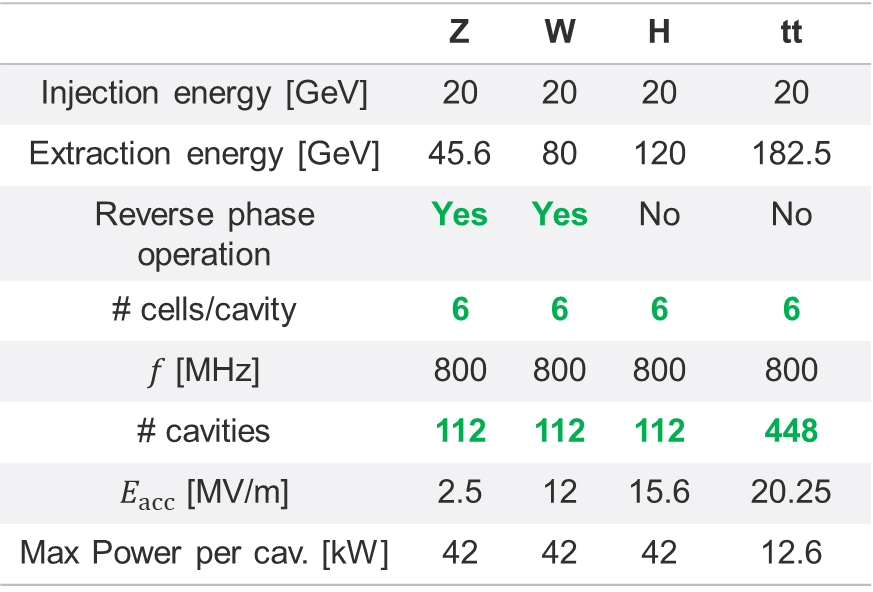 Z W H tt
Injection energy [GeV] 20 20 20 20
Extraction energy [GeV] 45.6 80 120 182.5
Reverse phase Yes Yes No No
operation
# cells/cavity 6 6 6 6
f [MHz] 800 800 800 800
# cavities 112 112 112 448
Eacc [MV/m] 2.5 12 15.6 20.25
Max Power per cav. [kW] 42 42 42 12.6